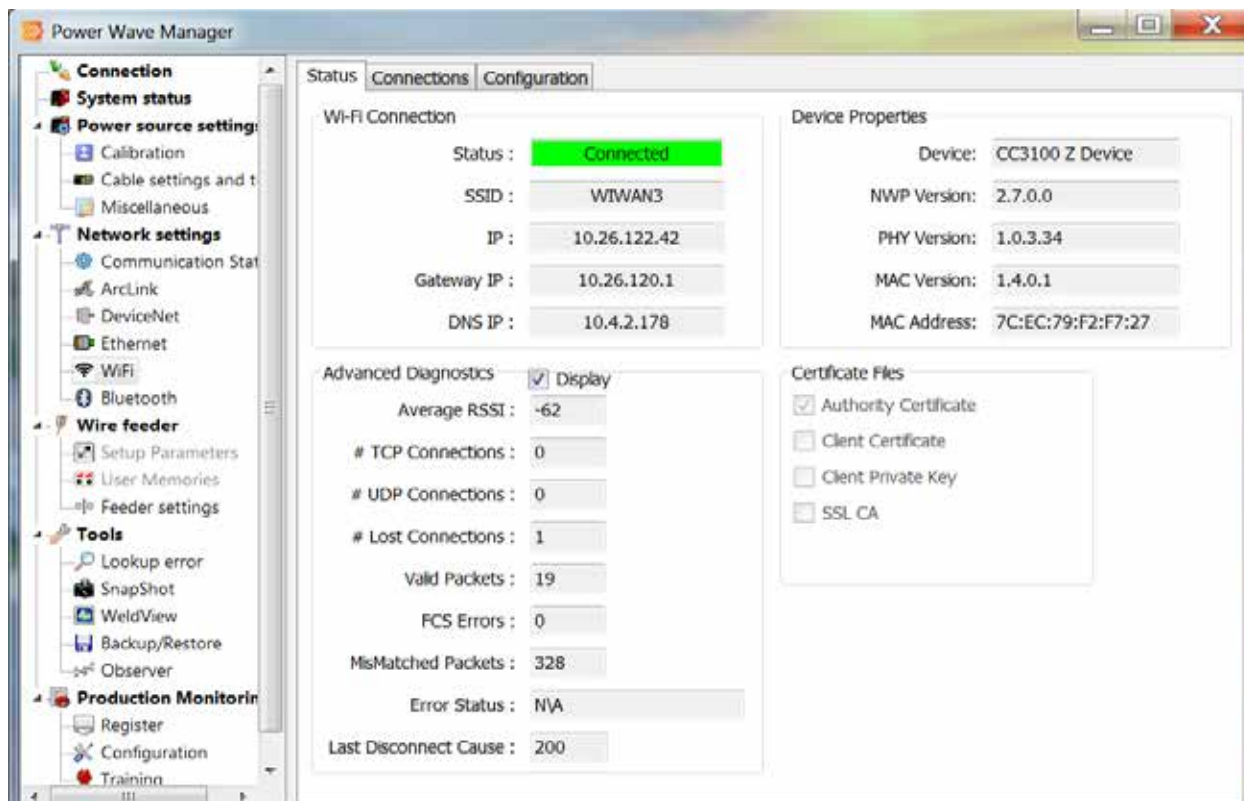 Power Wave Manager
Connection
System status
Power source setting
Calibration
Cable settings and t
Miscellaneous
Network settings
Communication Stat
ArcLink
DeviceNet
Ethernet
WiFi
Bluetooth
Wire feeder
Setup Parameters
User Memories
Feeder settings
Tools
Lookup error
SnapShot
WeldView
Backup/Restore
Observer
Production Monitorin
Register
Configuration
Training
Status Connections Configuration
Wi-Fi Connection
Status : Connected
SSID : WIWAN3
IP : 10.26.122.42
Gateway IP : 10.26.120.1
DNS IP : 10.4.2.178
Device Properties
Device: CC3100 Z Device
NWP Version: 2.7.0.0
PHY Version: 1.0.3.34
MAC Version: 1.4.0.1
MAC Address: 7C:EC:79:F2:F7:27
Advanced Diagnostics Display
Average RSSI : -62
# TCP Connections : 0
# UDP Connections : 0
# Lost Connections : 1
Valid Packets : 19
FCS Errors : 0
MisMatched Packets : 328
Error Status : N\A
Last Disconnect Cause : 200
Certificate Files
Authority Certificate
Client Certificate
Client Private Key
SSL CA